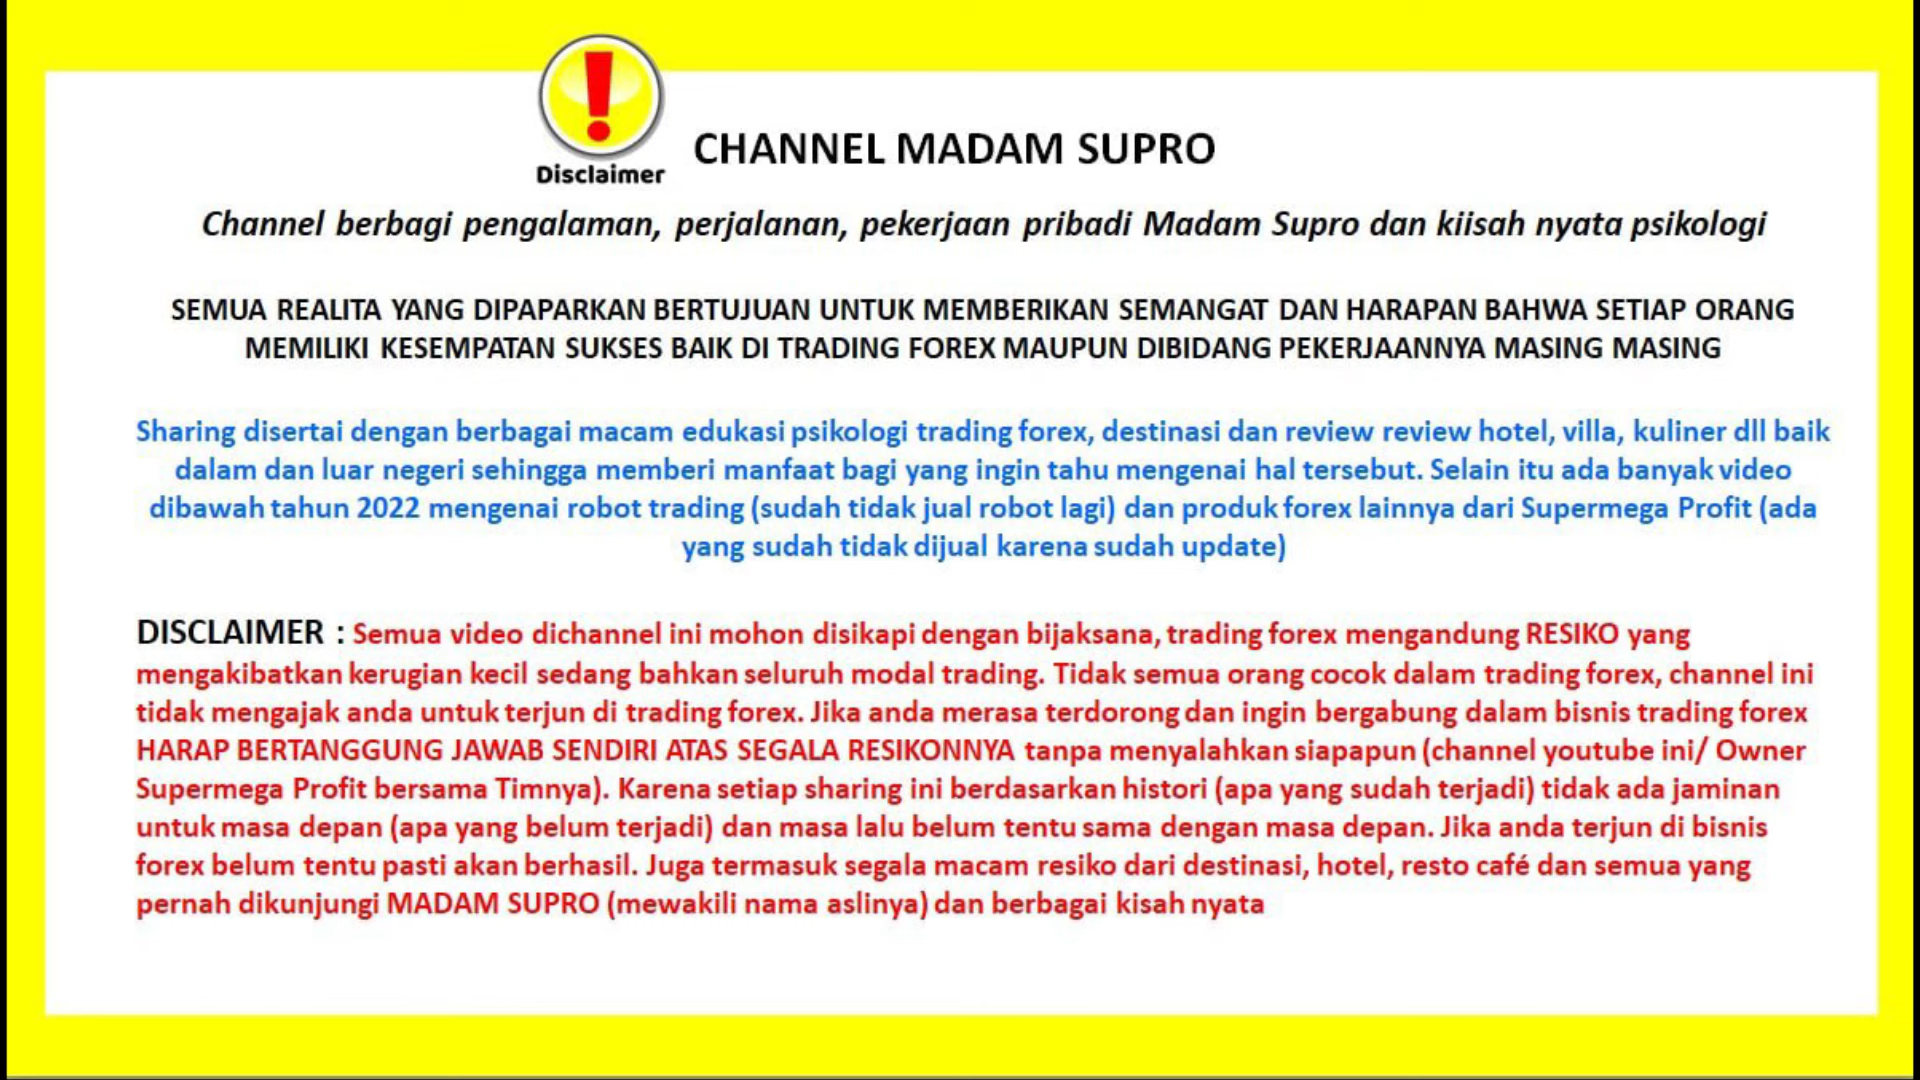 Disclaimer
CHANNEL MADAM SUPRO
Channel berbagi pengalaman, perjalanan, pekerjaan pribadi Madam Supro dan kiisah nyata psikologi
SEMUA REALITA YANG DIPAPARKAN BERTUJUAN UNTUK MEMBERIKAN SEMANGAT DAN HARAPAN BAHWA SETIAP ORANG
MEMILIKI KESEMPATAN SUKSES BAIK DI TRADING FOREX MAUPUN DIBIDANG PEKERJAANNYA MASING MASING
Sharing disertai dengan berbagai macam edukasi psikologi trading forex, destinasi dan review review hotel, villa, kuliner dll baik
dalam dan luar negeri sehingga memberi manfaat bagi yang ingin tahu mengenai hal tersebut. Selain itu ada banyak video
dibawah tahun 2022 mengenai robot trading (sudah tidak jual robot lagi) dan produk forex lainnya dari Supermega Profit (ada
yang sudah tidak dijual karena sudah update)
DISCLAIMER : Semua video dichannel ini mohon disikapi dengan bijaksana, trading forex mengandung RESIKO yang
mengakibatkan kerugian kecil sedang bahkan seluruh modal trading. Tidak semua orang cocok dalam trading forex, channel ini
tidak mengajak anda untuk terjun di trading forex. Jika anda merasa terdorong dan ingin bergabung dalam bisnis trading forex
HARAP BERTANGGUNG JAWAB SENDIRI ATAS SEGALA RESIKONNYA tanpa menyalahkan siapapun (channel youtube ini/ Owner
Supermega Profit bersama Timnya). Karena setiap sharing ini berdasarkan histori (apa yang sudah terjadi) tidak ada jaminan
untuk masa depan (apa yang belum terjadi) dan masa lalu belum tentu sama dengan masa depan. Jika anda terjun di bisnis
forex belum tentu pasti akan berhasil. Juga termasuk segala macam resiko dari destinasi, hotel, resto café dan semua yang
pernah dikunjungi MADAM SUPRO (mewakili nama aslinya) dan berbagai kisah nyata